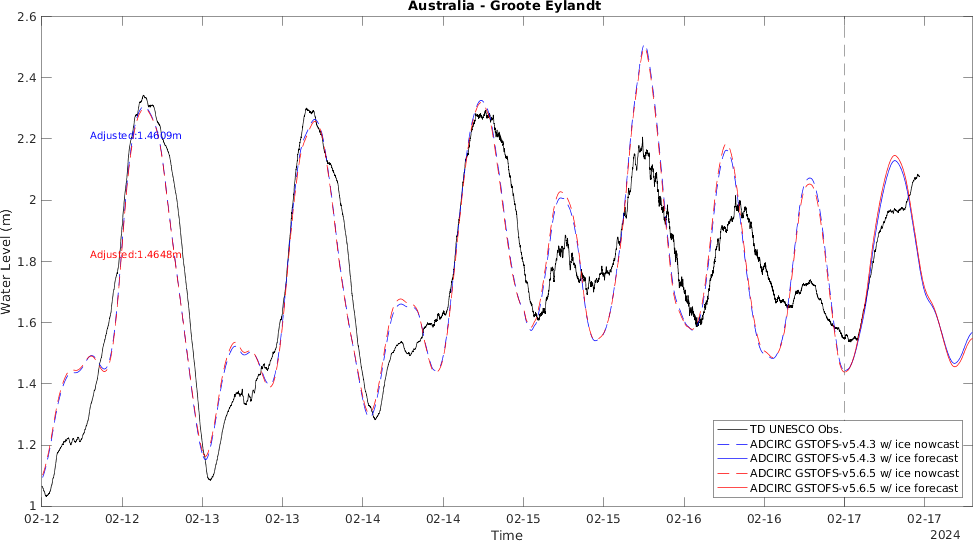 Australia - Groote Eylandt
2.6
2.4
2.2
2
1.8
1.6
1.4
1.2
1
Water Level (m)
Adjusted:1.4609m
Adjusted:1.4648m
TD UNESCO Obs.
ADCIRC GSTOFS-v5.4.3 w/ ice nowcast
ADCIRC GSTOFS-v5.4.3 w/ ice forecast
ADCIRC GSTOFS-v5.6.5 w/ ice nowcast
ADCIRC GSTOFS-v5.6.5 w/ ice forecast
02-12 02-12 02-13 02-13 02-14 02-14 02-15 02-15 02-16 02-16 02-17 02-17
Time
2024